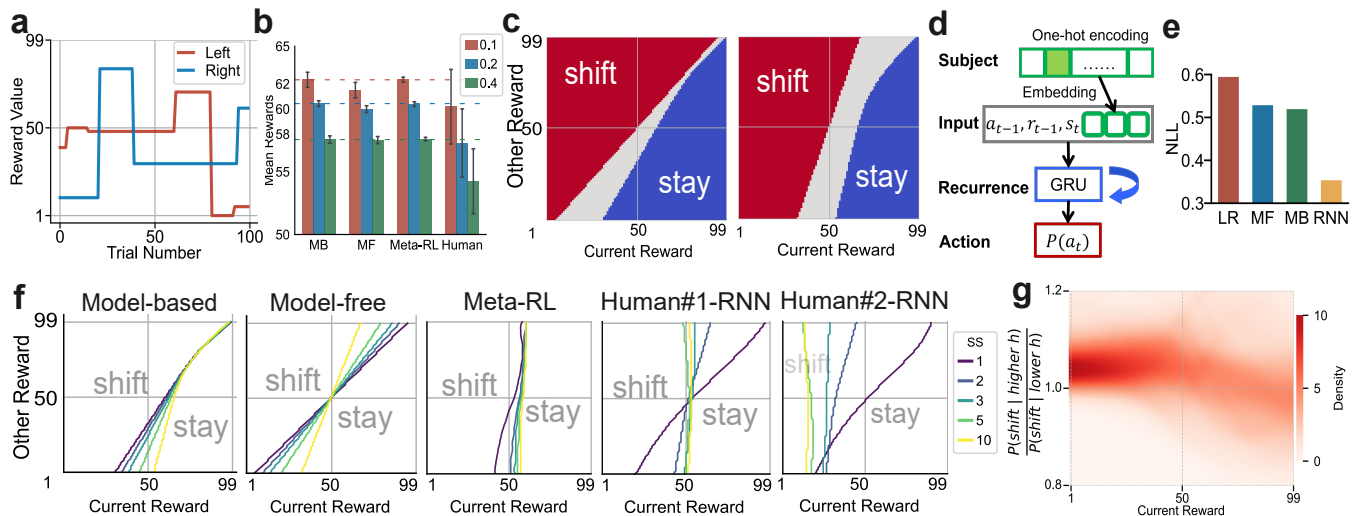 a
99
50
1
Reward Value
Left
Right
0
50
100
Trial Number
b
65
62
60
58
55
50
Mean Rewards
0.1
0.2
0.4
MB
MF
Meta-RL
Human
c
99
50
1
Other Reward
shift
stay
1
50
99
Current Reward
shift
stay
1
50
99
Current Reward
d
One-hot encoding
Subject
......
Embedding
Input
a_{t-1}, r_{t-1}, s_t
Recurrence
GRU
Action
P(a_t)
e
0.6
0.5
0.4
0.3
NLL
LR
MF
MB
RNN
f
Model-based
Model-free
Meta-RL
Human#1-RNN
Human#2-RNN
99
50
1
Other Reward
shift
stay
50
99
Current Reward
shift
stay
1
50
99
Current Reward
shift
stay
1
50
99
Current Reward
shift
stay
1
50
99
Current Reward
shift
stay
1
50
99
Current Reward
ss
1
2
3
5
10
g
1.2
1.0
0.8
P(shift | higher h)
P(shift | lower h)
1
50
99
Current Reward
10
5
0
Density